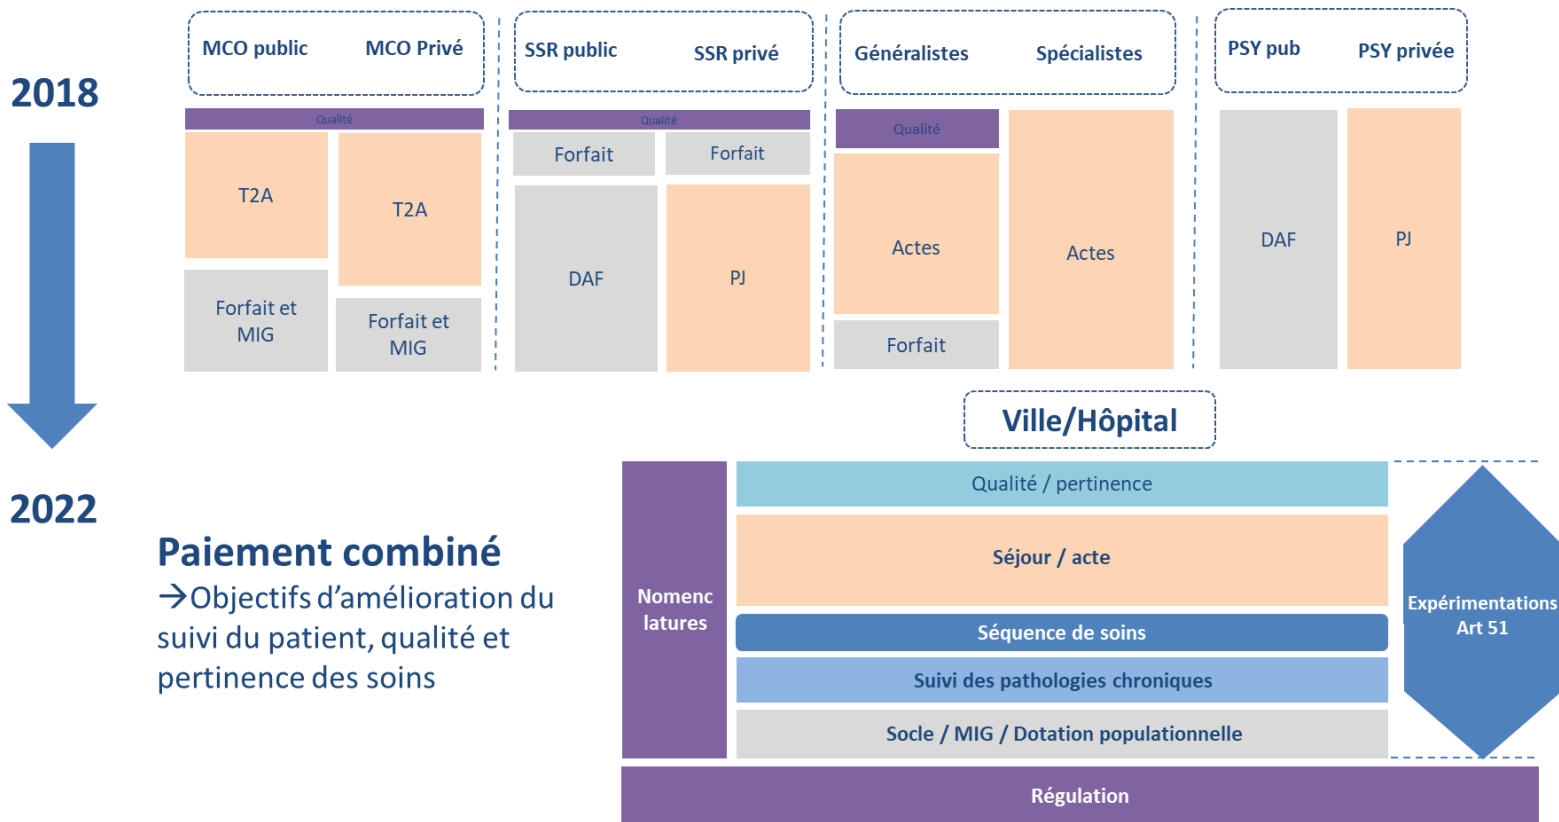 MCO public
MCO Privé
SSR public
SSR privé
Généralistes
Spécialistes
PSY pub
PSY privée
2018
Qualité
T2A
T2A
Forfait et
MIG
Forfait et
MIG
Qualité
Forfait
Forfait
DAF
PJ
Qualité
Actes
Forfait
Actes
DAF
PJ
Ville/Hôpital
2022
Paiement combiné
→Objectifs d’amélioration du
suivi du patient, qualité et
pertinence des soins
Nomenc
latures
Qualité / pertinence
Séjour / acte
Séquence de soins
Suivi des pathologies chroniques
Socle / MIG / Dotation populationnelle
Expérimentations
Art 51
Régulation